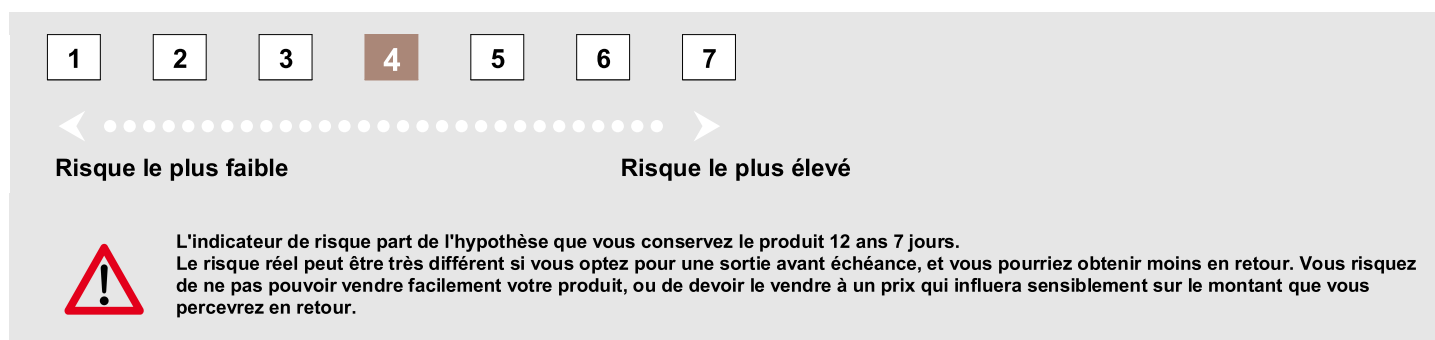 1 2 3 4 5 6 7
Risque le plus faible Risque le plus élevé
L'indicateur de risque part de l'hypothèse que vous conservez le produit 12 ans 7 jours.
Le risque réel peut être très différent si vous optez pour une sortie avant échéance, et vous pourriez obtenir moins en retour. Vous risquez
de ne pas pouvoir vendre facilement votre produit, ou de devoir le vendre à un prix qui influera sensiblement sur le montant que vous
percevrez en retour.